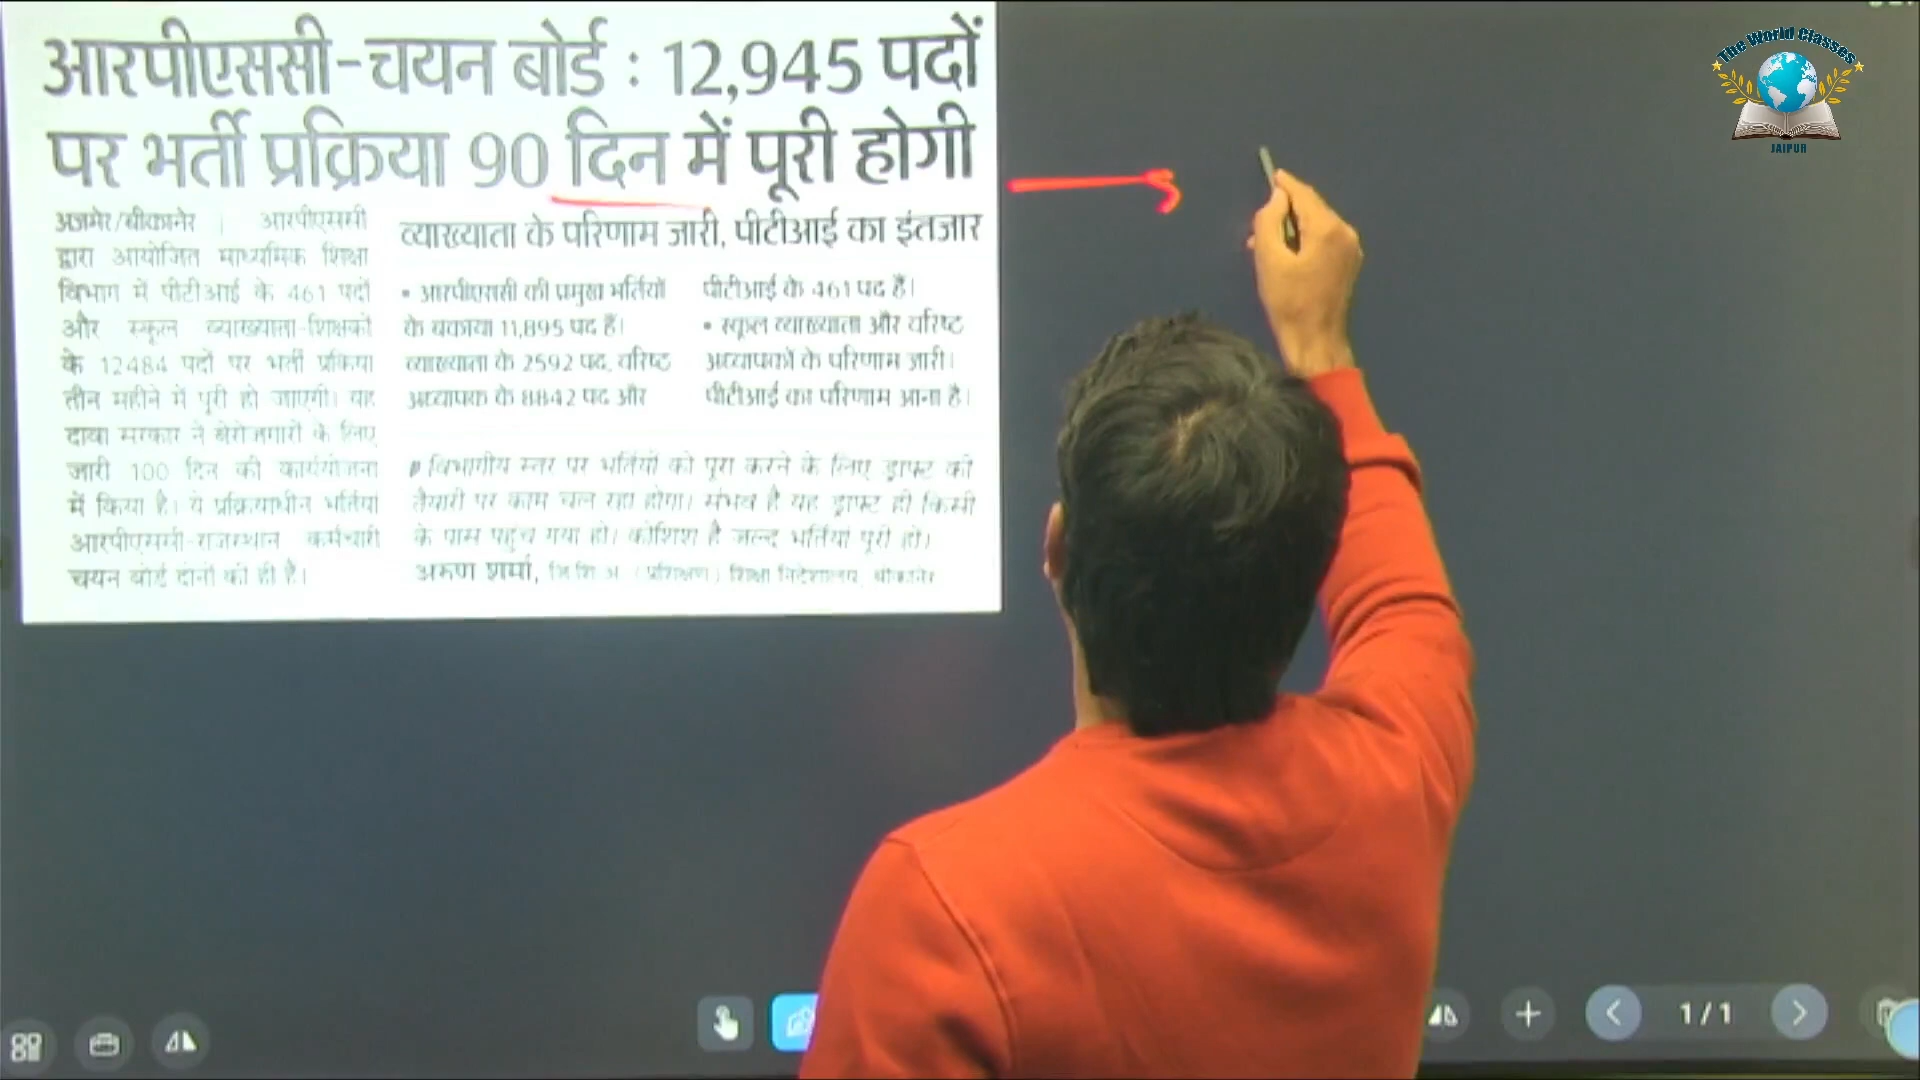 आरपीएससी-चयन बोर्ड : 12,945 पदों
पर भर्ती प्रक्रिया 90 दिन में पूरी होगी
अजमेर/बीकानेर | आरपीएससी
द्वारा आयोजित माध्यमिक शिक्षा
विभाग में पीटीआई के 461 पदों
और स्कूल व्याख्याता-शिक्षकों
के 12484 पदों पर भर्ती प्रक्रिया
तीन महीने में पूरी हो जाएगी। यह
दावा सरकार ने बेरोजगारों के लिए
जारी 100 दिन की कार्ययोजना
में किया है। ये प्रक्रियाधीन भर्तियां
आरपीएससी-राजस्थान कर्मचारी
चयन बोर्ड दोनों की ही हैं।
व्याख्याता के परिणाम जारी, पीटीआई का इंतजार
• आरपीएससी की प्रमुख भर्तियों
के बकाया 11,895 पद हैं।
व्याख्याता के 2592 पद, वरिष्ट
अध्यापक के 8842 पद और
पीटीआई के 461 पद हैं।
• स्कूल व्याख्याता और वरिष्ट
अध्यापकों के परिणाम जारी।
पीटीआई का परिणाम आना है।
विभागीय स्तर पर भर्तियों को पूरा करने के लिए ड्राफ्ट की
तैयारी पर काम चल रहा होगा। संभव है यह ड्राफ्ट ही किसी
के पास पहुंच गया हो। कोशिश है जल्द भर्तियां पूरी हो।
अरुण शर्मा, जि.शि.अ. (प्रशिक्षण) शिक्षा निदेशालय, बीकानेर
The World Classes
JAIPUR
1/1